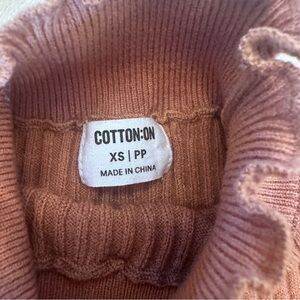 COTTON:ON
XS | PP
MADE IN CHINA